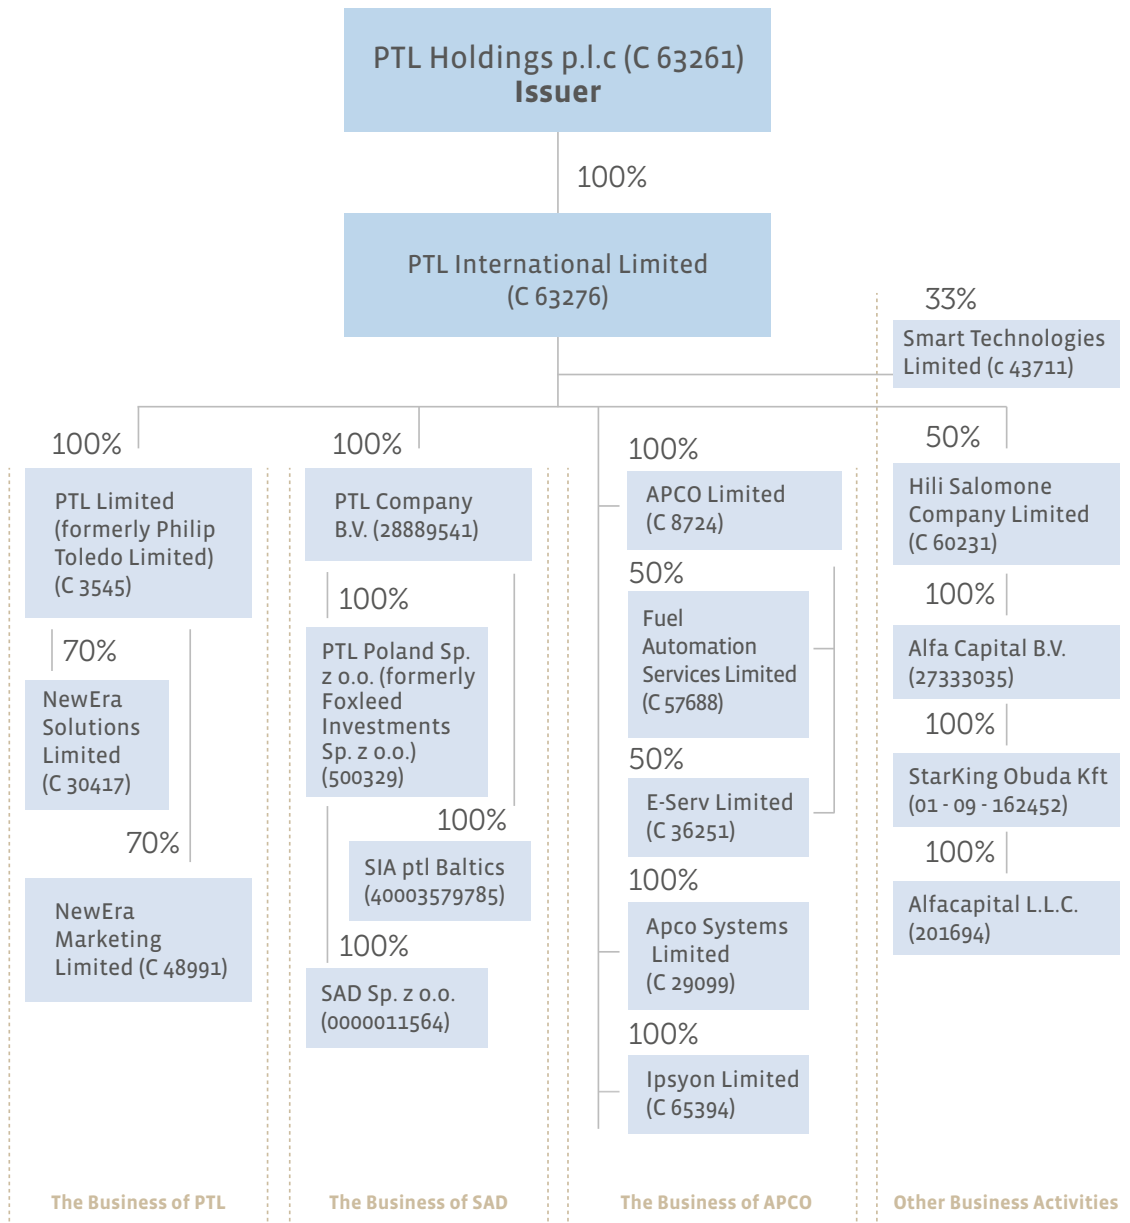 PTL Holdings p.l.c (C 63261)
Issuer
100%
PTL International Limited
(C 63276)
33%
Smart Technologies
Limited (c 43711)
100%
PTL Limited
(formerly Philip
Toledo Limited)
(C 3545)
70%
NewEra
Solutions
Limited
(C 30417)
70%
NewEra
Marketing
Limited (C 48991)
The Business of PTL
100%
PTL Company
B.V. (28889541)
100%
PTL Poland Sp.
z o.o. (formerly
Foxleed
Investments
Sp. z o.o.)
(500329)
100%
SIA ptl Baltics
(40003579785)
100%
SAD Sp. z o.o.
(0000011564)
The Business of SAD
100%
APCO Limited
(C 8724)
50%
Fuel
Automation
Services Limited
(C 57688)
50%
E-Serv Limited
(C 36251)
100%
Apco Systems
Limited
(C 29099)
100%
Ipsyon Limited
(C 65394)
The Business of APCO
50%
Hili Salomone
Company Limited
(C 60231)
100%
Alfa Capital B.V.
(27333035)
100%
StarKing Obuda Kft
(01 - 09 - 162452)
100%
Alfacapital L.L.C.
(201694)
Other Business Activities